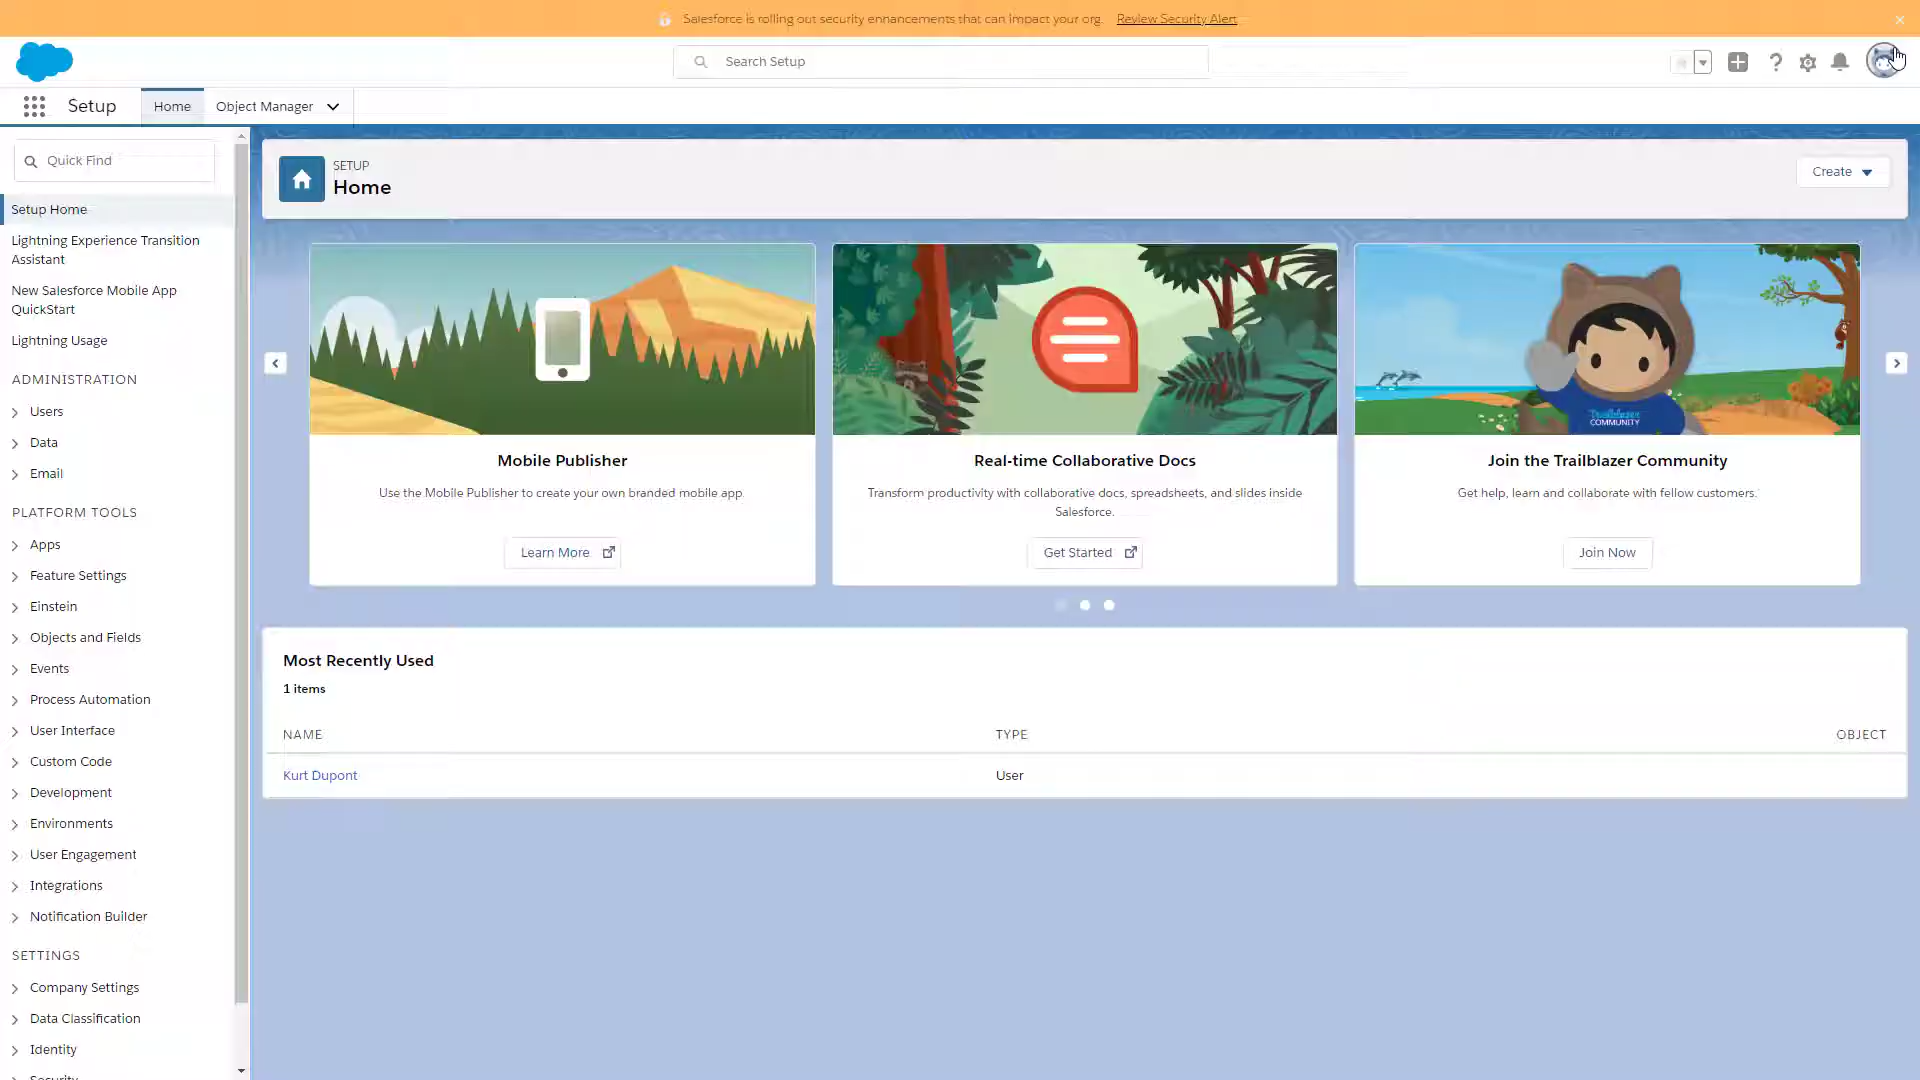 Salesforce is rolling out security enhancements that can impact your org. Review Security Alert
Search Setup
Setup
Home
Object Manager
Quick Find
Setup Home
Lightning Experience Transition
Assistant
New Salesforce Mobile App
QuickStart
Lightning Usage
ADMINISTRATION
Users
Data
Email
PLATFORM TOOLS
Apps
Feature Settings
Einstein
Objects and Fields
Events
Process Automation
User Interface
Custom Code
Development
Environments
User Engagement
Integrations
Notification Builder
SETTINGS
Company Settings
Data Classification
Identity
Security
SETUP
Home
Create
Mobile Publisher
Use the Mobile Publisher to create your own branded mobile app.
Learn More
Real-time Collaborative Docs
Transform productivity with collaborative docs, spreadsheets, and slides inside
Salesforce.
Get Started
Trailblazer
COMMUNITY
Join the Trailblazer Community
Get help, learn and collaborate with fellow customers.
Join Now
Most Recently Used
1 items
NAME
TYPE
OBJECT
Kurt Dupont
User